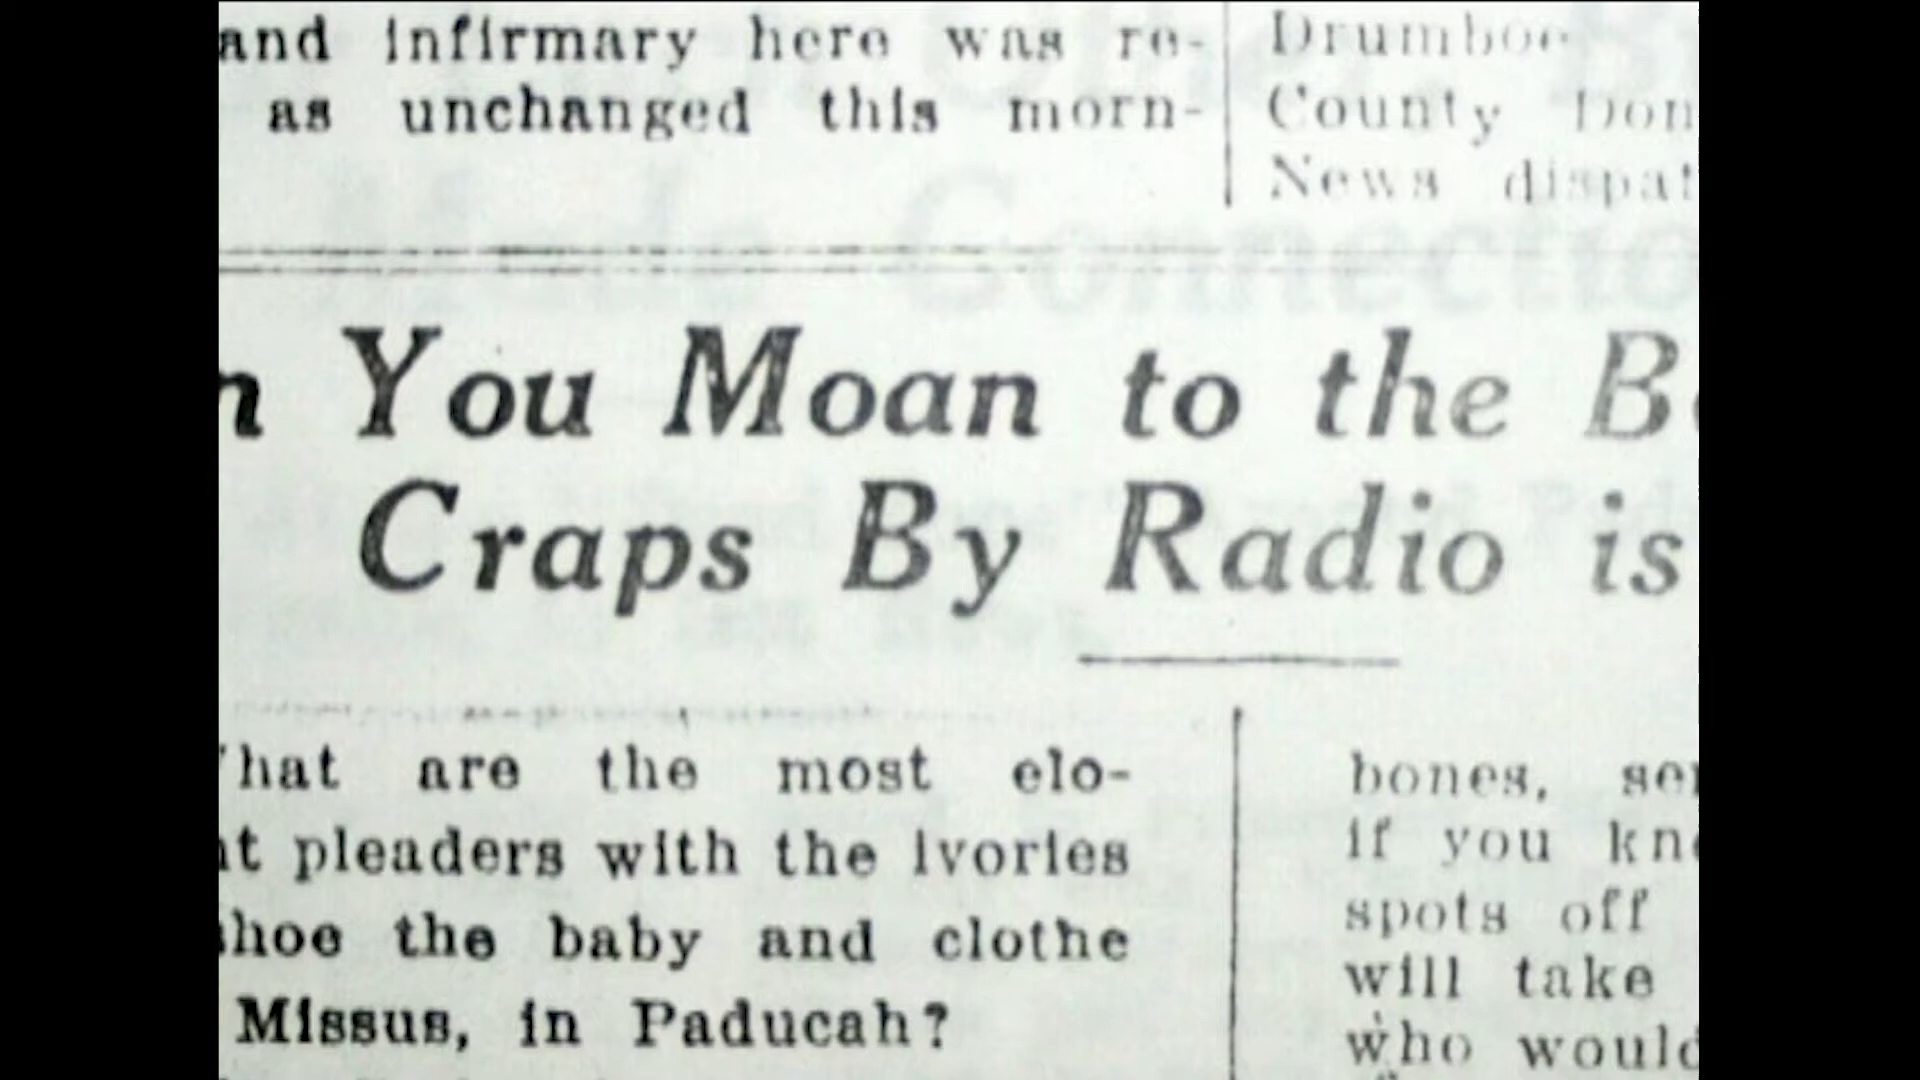 and infirmary here was re-
as unchanged this morn-
Drumboe
County Don
News dispat
n You Moan to the B
Craps By Radio is
hat are the most elo-
t pleaders with the ivories
hoe the baby and clothe
Missus, in Paducah?
bones, se
if you kn
spots off
will take
who would